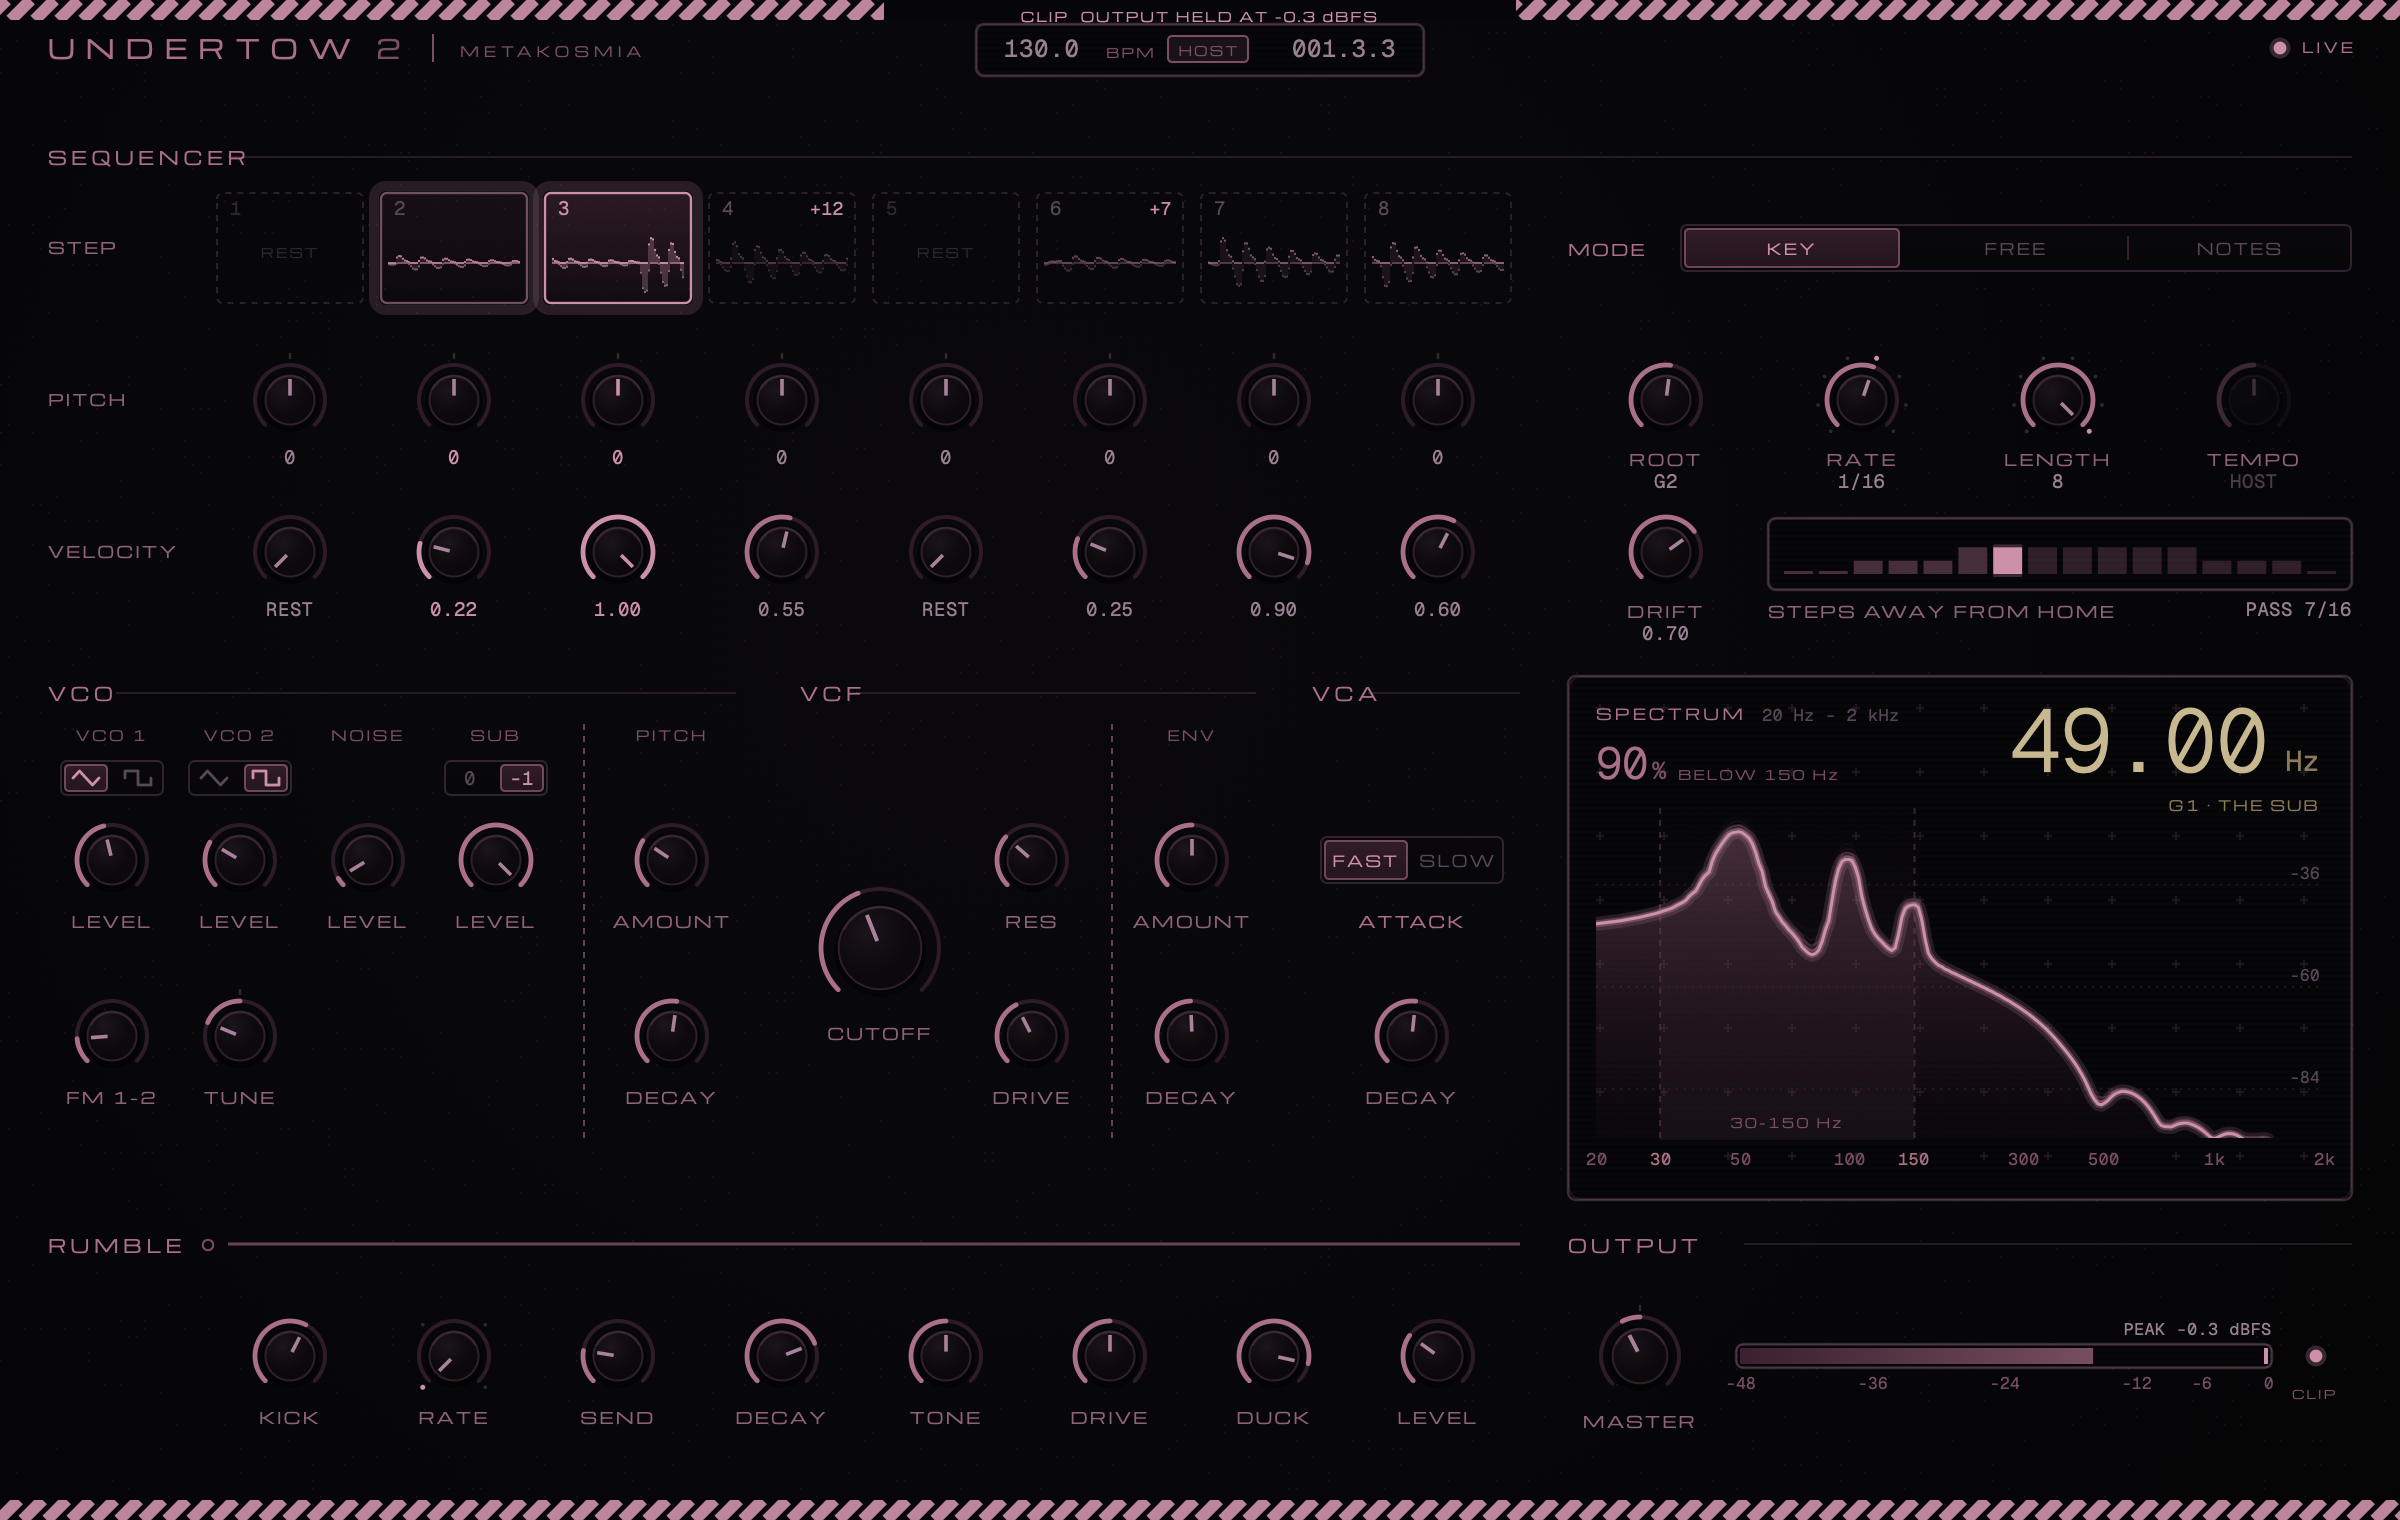 CLIP OUTPUT HELD AT -0.3 dBFS
UNDERTOW 2 METAKOSMIA 130.0 BPM HOST 001.3.3 LIVE
SEQUENCER
STEP 1 REST 2 3 4 +12 5 REST 6 +7 7 8
MODE KEY FREE NOTES
PITCH 0 0 0 0 0 0 0 0
ROOT RATE LENGTH TEMPO
G2 1/16 8 HOST
VELOCITY REST 0.22 1.00 0.55 REST 0.25 0.90 0.60
DRIFT STEPS AWAY FROM HOME PASS 7/16
0.70
VCO VCF VCA
VCO 1 VCO 2 NOISE SUB PITCH ENV
0 -1
LEVEL LEVEL LEVEL LEVEL AMOUNT RES AMOUNT FAST SLOW
ATTACK
CUTOFF
FM 1-2 TUNE DECAY DRIVE DECAY DECAY
SPECTRUM 20 Hz - 2 kHz 49.00 Hz
90% BELOW 150 Hz
G1 · THE SUB
-36
-60
-84
30-150 Hz
20 30 50 100 150 300 500 1k 2k
RUMBLE OUTPUT
KICK RATE SEND DECAY TONE DRIVE DUCK LEVEL
MASTER
PEAK -0.3 dBFS
-48 -36 -24 -12 -6 0
CLIP